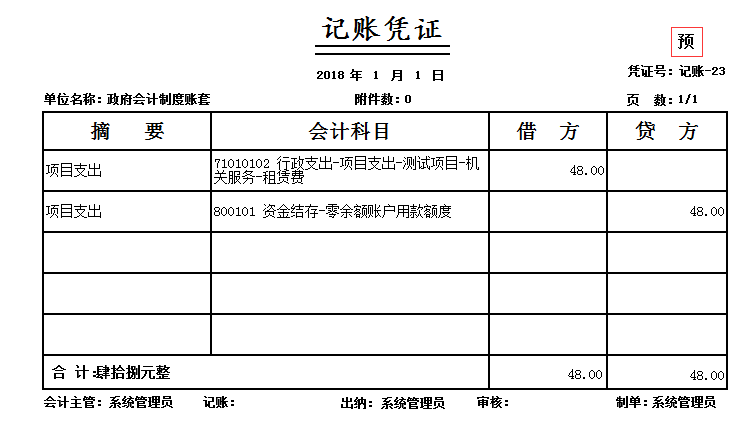 记账凭证
预
2018 年 1 月 1 日
凭证号：记账-23
单位名称：政府会计制度账套
附件数：0
页 数：1/1
摘 要 会计科目 借 方 贷 方
项目支出 71010102 行政支出-项目支出-测试项目-机 48.00
关服务-租赁费
项目支出 800101 资金结存-零余额账户用款额度 48.00
合 计:肆拾捌元整 48.00 48.00
会计主管：系统管理员 记账： 出纳：系统管理员 审核： 制单：系统管理员